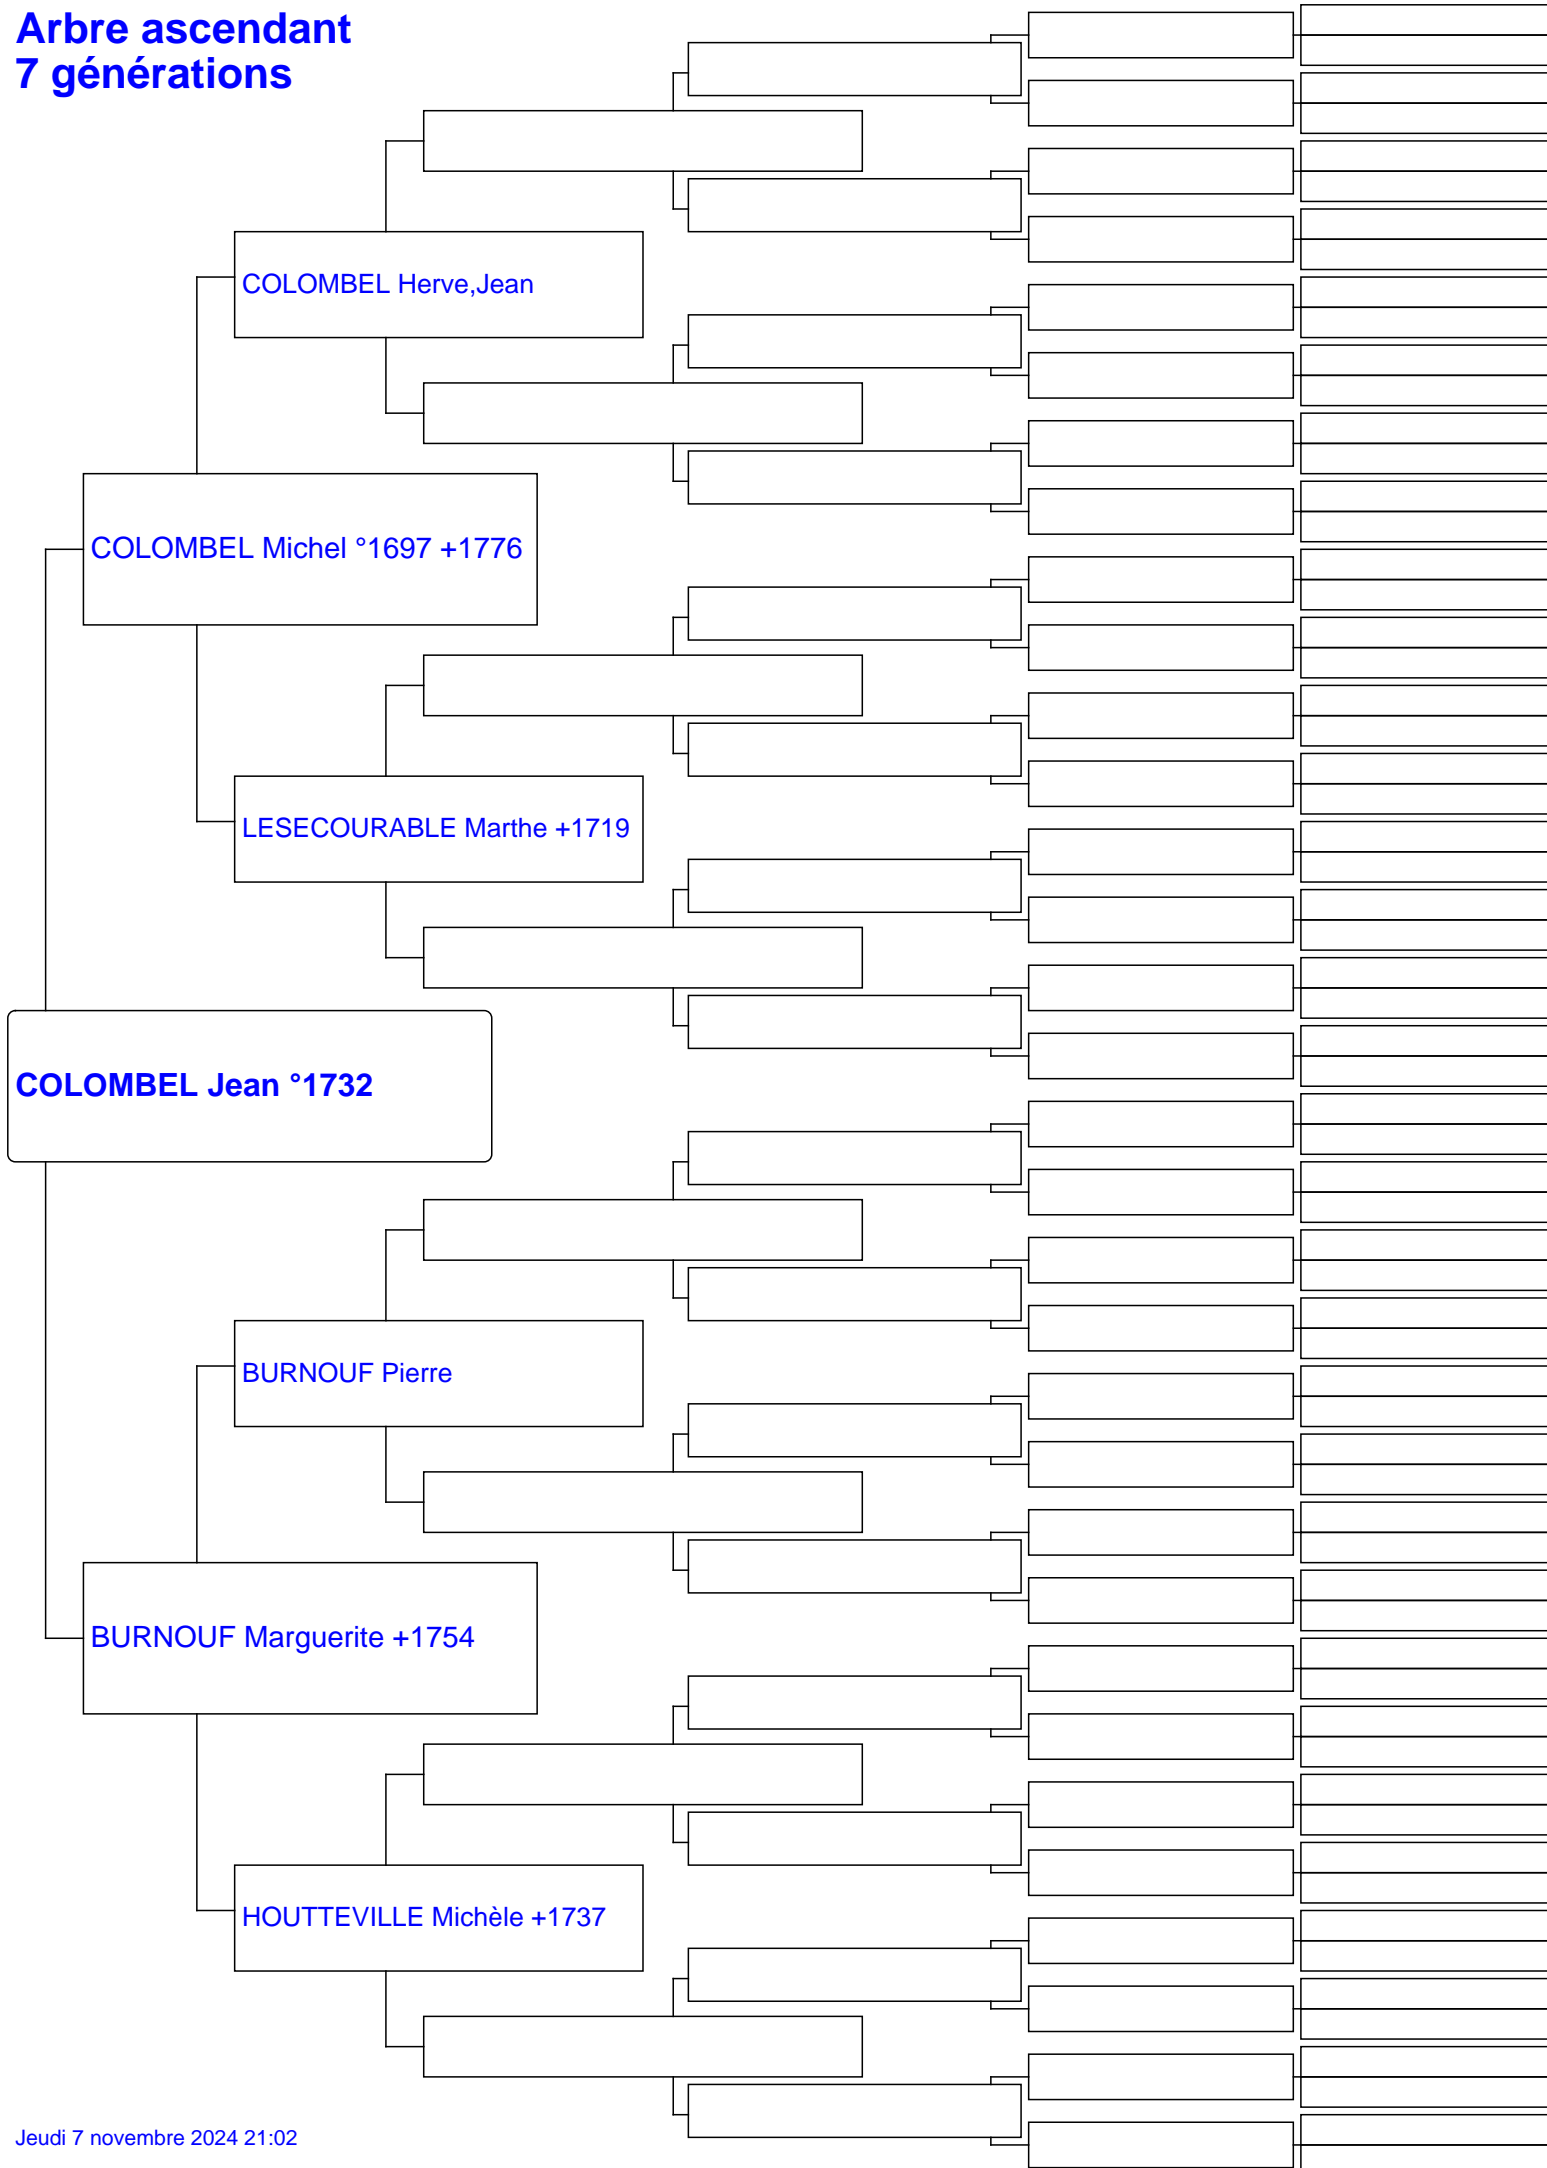 Arbre ascendant
7 générations
COLOMBEL Herve,Jean
COLOMBEL Michel °1697 +1776
LESECOURABLE Marthe +1719
COLOMBEL Jean °1732
BURNOUF Pierre
BURNOUF Marguerite +1754
HOUTTEVILLE Michèle +1737
Jeudi 7 novembre 2024 21:02